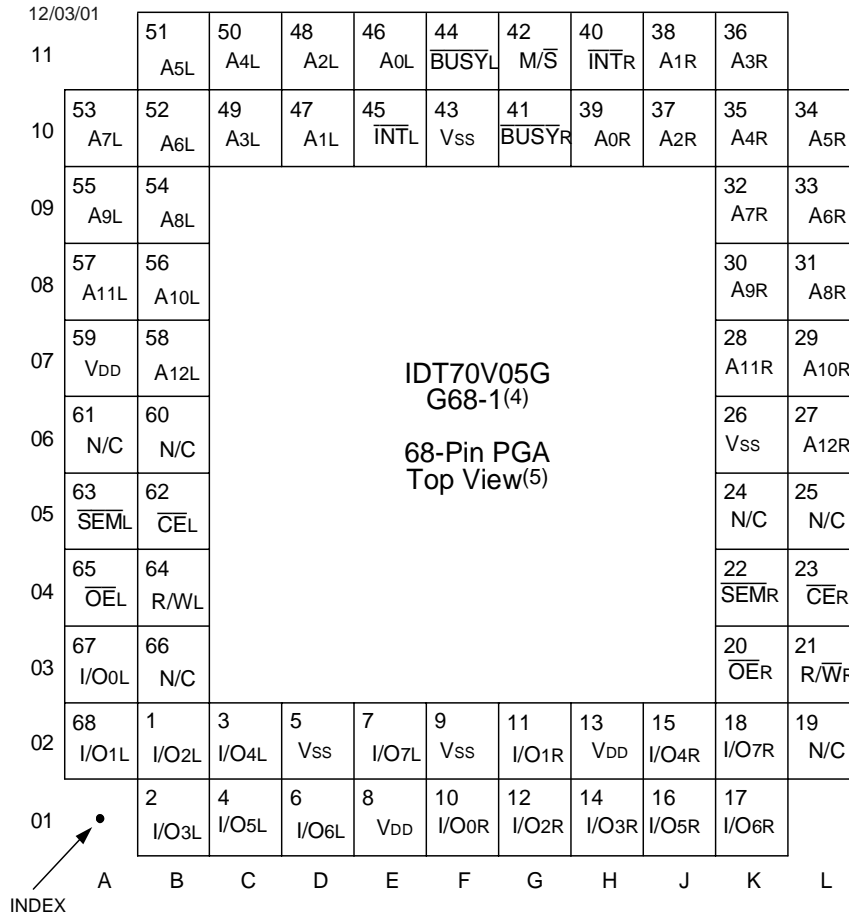 12/03/01
11
51 50 48 46 44 42 40 38 36
A5L A4L A2L A0L BUSYL M/S INTR A1R A3R
10
53 52 49 47 45 43 41 39 37 35 34
A7L A6L A3L A1L INTL VSS BUSYR A0R A2R A4R A5R
09
55 54 32 33
A9L A8L A7R A6R
08
57 56 30 31
A11L A10L A9R A8R
07
59 58 28 29
VDD A12L A11R A10R
IDT70V05G
G68-1(4)
06
61 60 26 27
N/C N/C VSS A12R
68-Pin PGA
Top View(5)
05
63 62 24 25
SEML CEL N/C N/C
04
65 64 22 23
OEL R/WL SEMR CER
03
67 66 20 21
I/O0L N/C OER R/WR
02
68 1 3 5 7 9 11 13 15 18 19
I/O1L I/O2L I/O4L VSS I/O7L VSS I/O1R VDD I/O4R I/O7R N/C
01
2 4 6 8 10 12 14 16 17
I/O3L I/O5L I/O6L VDD I/O0R I/O2R I/O3R I/O5R I/O6R
A B C D E F G H J K L
INDEX